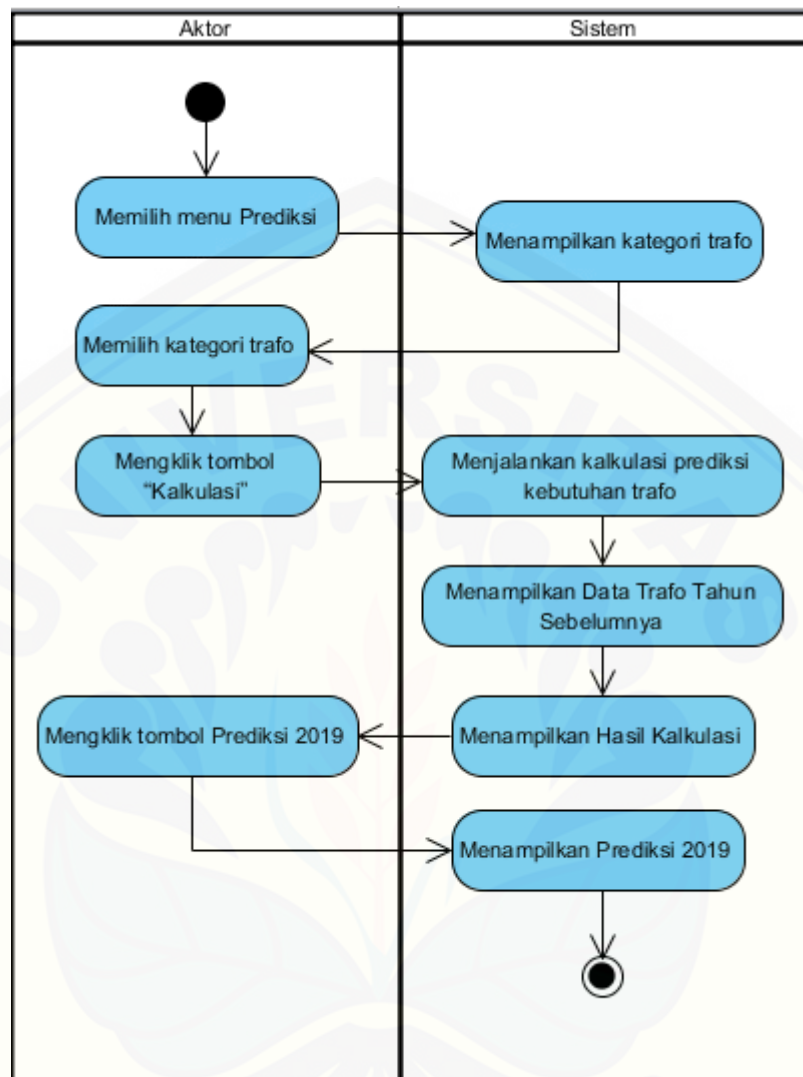 Aktor
Sistem
Memilih menu Prediksi
Menampilkan kategori trafo
Memilih kategori trafo
Mengklik tombol
“Kalkulasi”
Menjalankan kalkulasi prediksi
kebutuhan trafo
Menampilkan Data Trafo Tahun
Sebelumnya
Menampilkan Hasil Kalkulasi
Mengklik tombol Prediksi 2019
Menampilkan Prediksi 2019
UNIVERSITAS